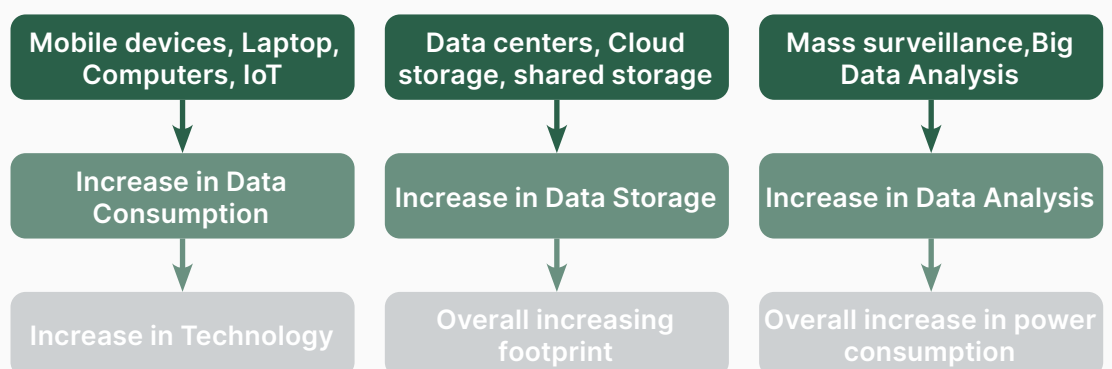 Mobile devices, Laptop,
Computers, IoT
Data centers, Cloud
storage, shared storage
Mass surveillance,Big
Data Analysis
Increase in Data
Consumption
Increase in Data Storage
Increase in Data Analysis
Increase in Technology
Overall increasing
footprint
Overall increase in power
consumption